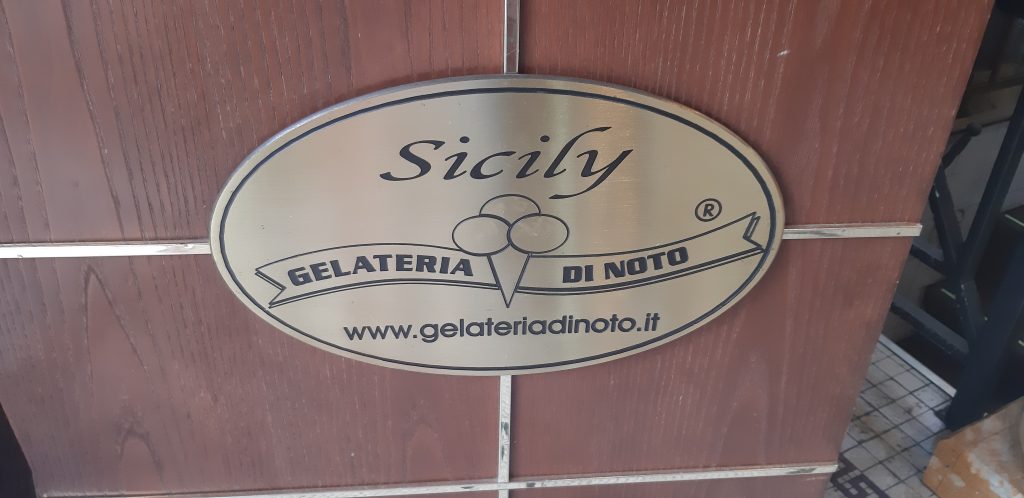 Sicily
®
GELATERIA DI NOTO
www.gelateriadinoto.it